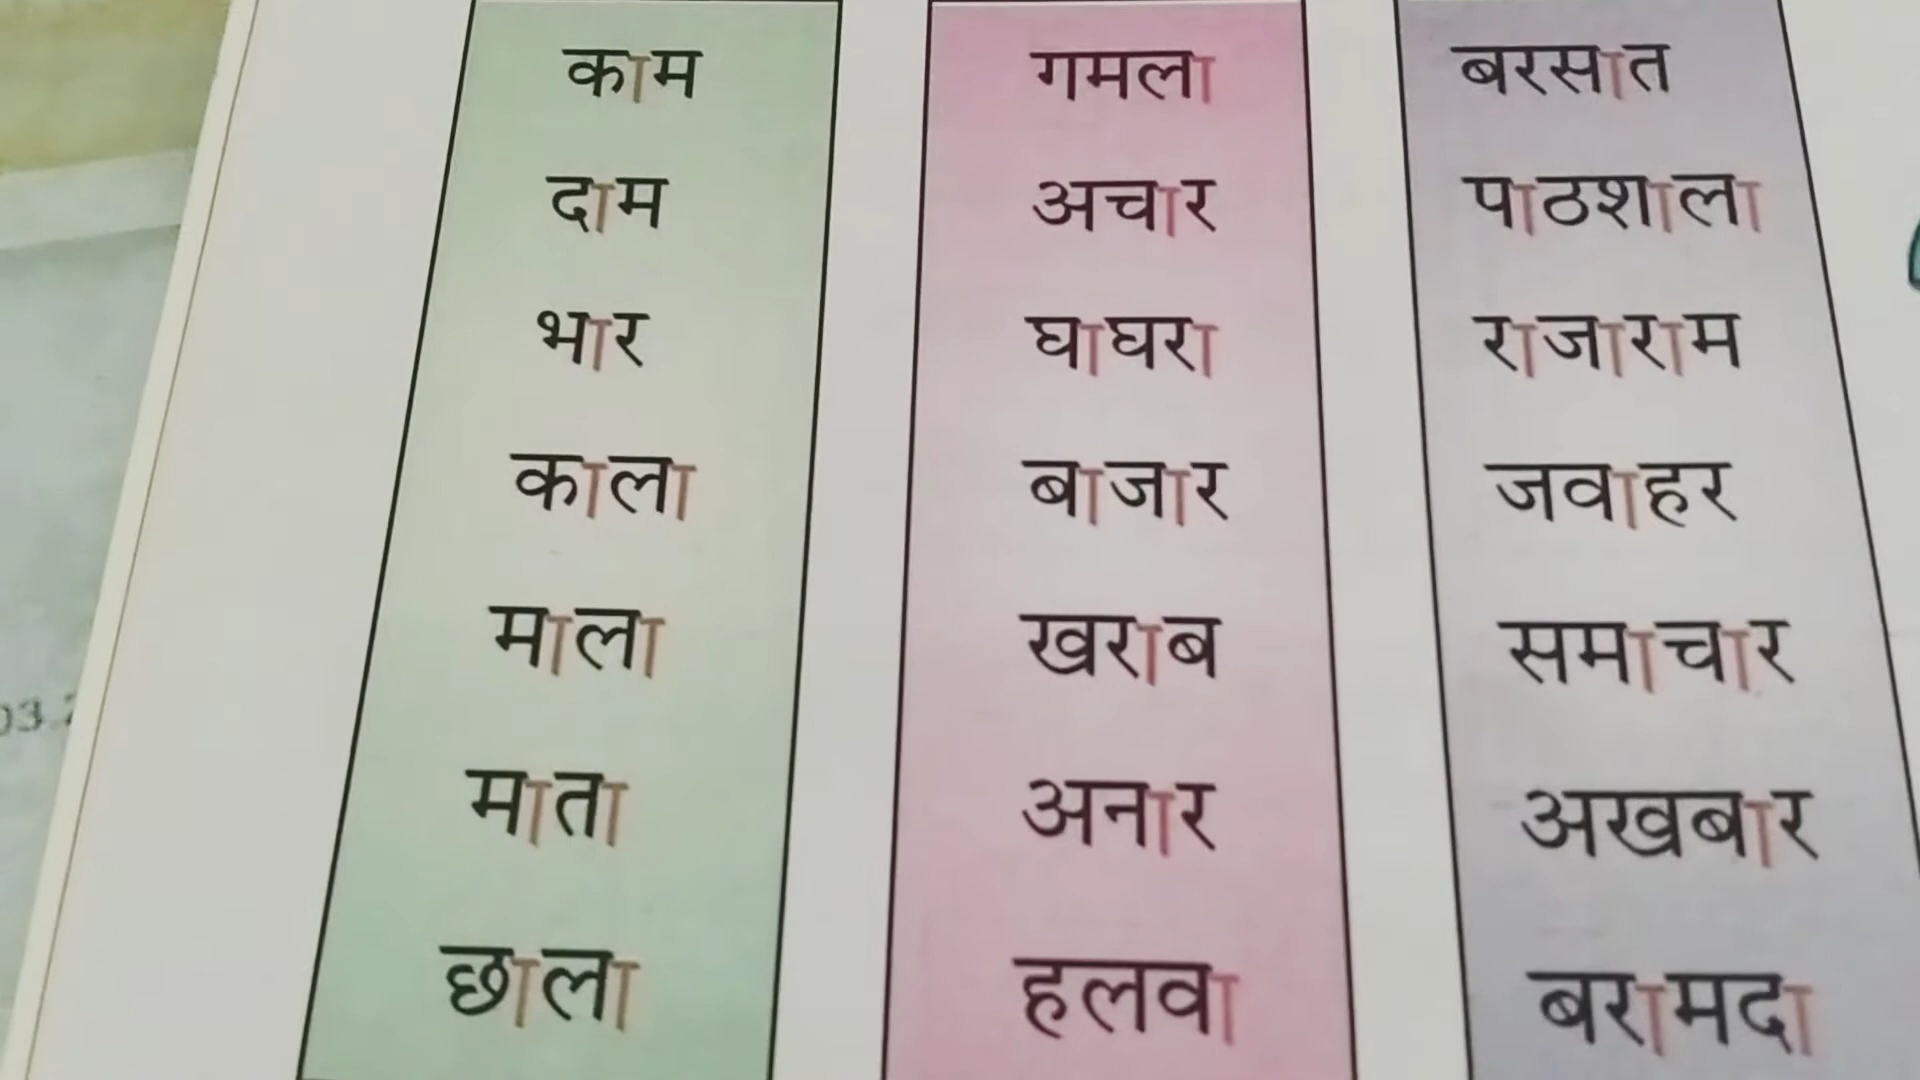 काम गमला बरसात
दाम अचार पाठशाला
भार घाघरा राजाराम
काला बाजार जवाहर
माला खराब समाचार
माता अनार अखबार
छाला हलवा बरामदा